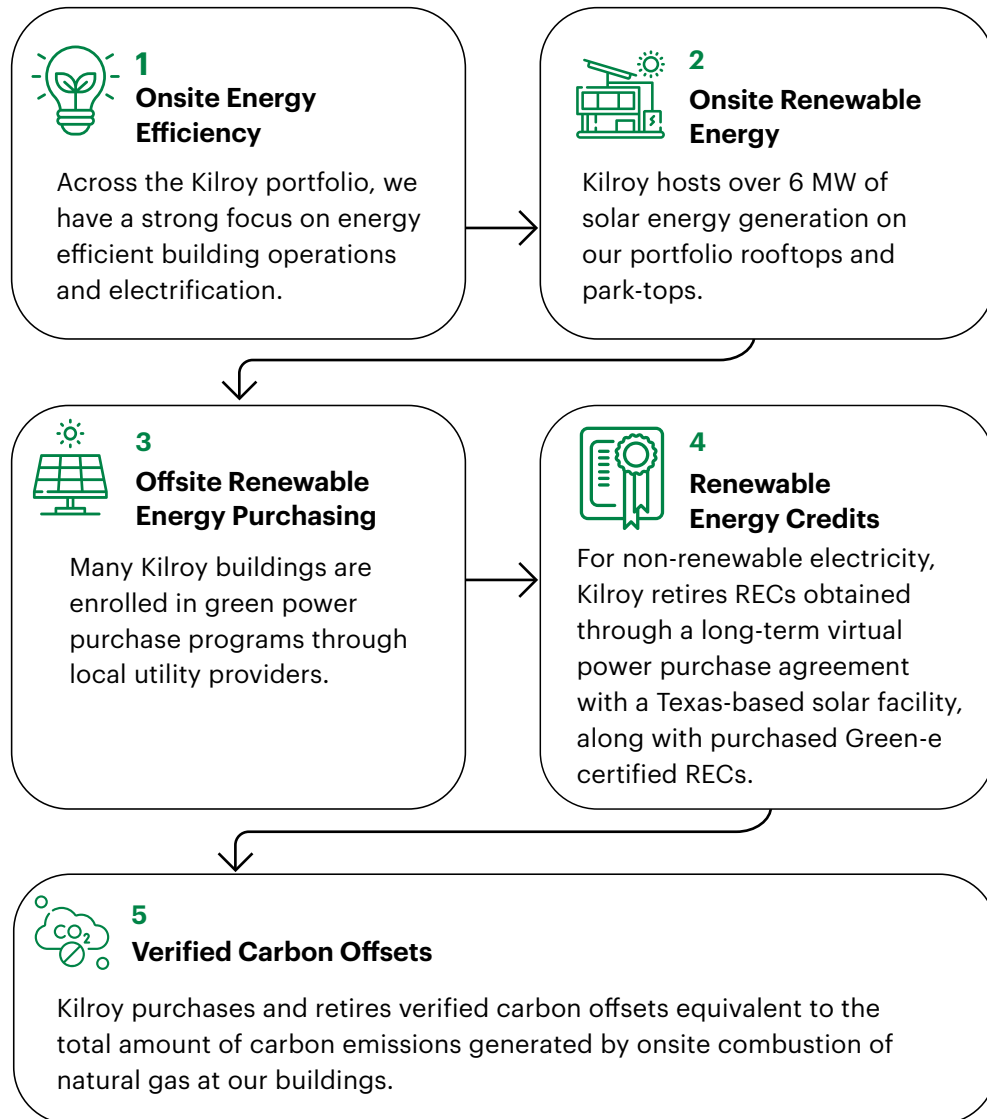 1
Onsite Energy
Efficiency
Across the Kilroy portfolio, we
have a strong focus on energy
efficient building operations
and electrification.
2
Onsite Renewable
Energy
Kilroy hosts over 6 MW of
solar energy generation on
our portfolio rooftops and
park-tops.
3
Offsite Renewable
Energy Purchasing
Many Kilroy buildings are
enrolled in green power
purchase programs through
local utility providers.
4
Renewable
Energy Credits
For non-renewable electricity,
Kilroy retires RECs obtained
through a long-term virtual
power purchase agreement
with a Texas-based solar facility,
along with purchased Green-e
certified RECs.
CO₂
5
Verified Carbon Offsets
Kilroy purchases and retires verified carbon offsets equivalent to the
total amount of carbon emissions generated by onsite combustion of
natural gas at our buildings.